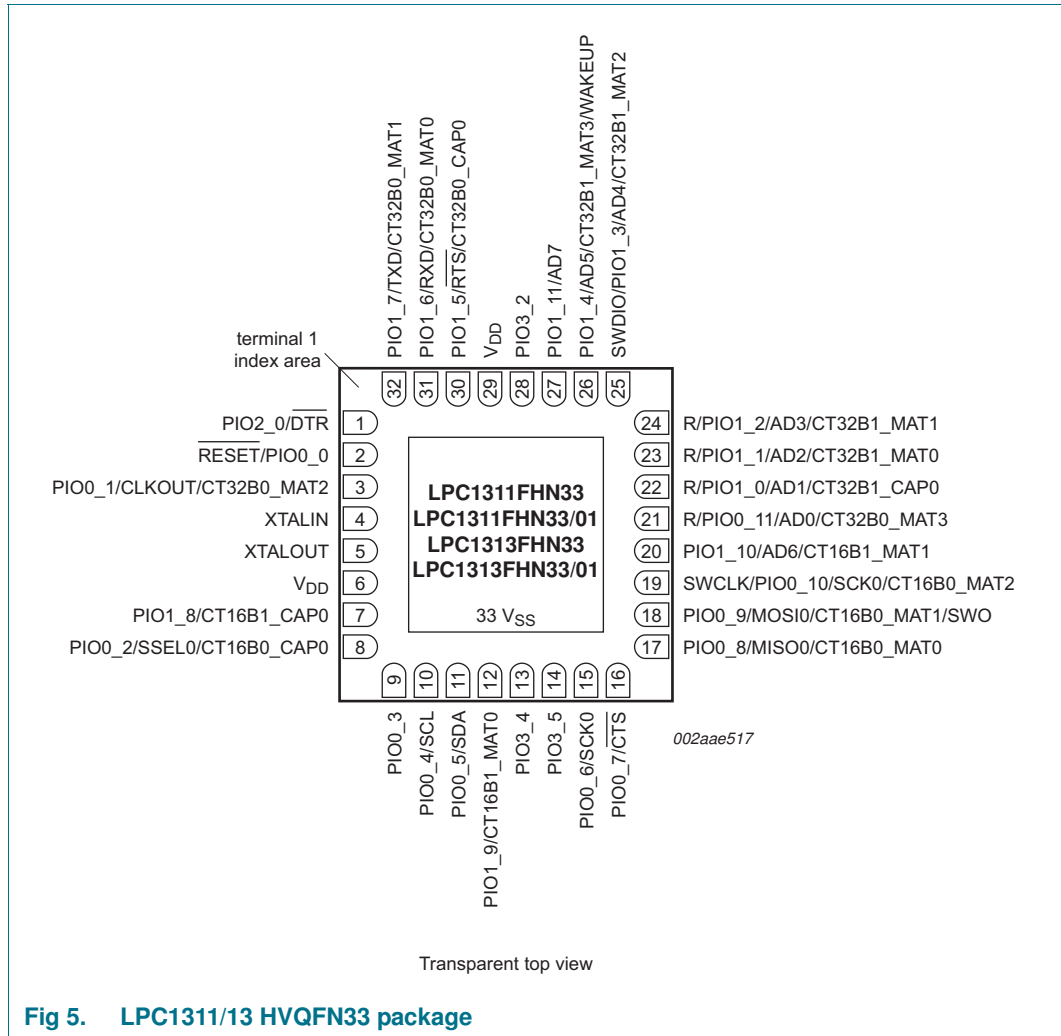 PIO1_7/TXD/CT32B0_MAT1
PIO1_6/RXD/CT32B0_MAT0
PIO1_5/RTS/CT32B0_CAP0
VDD
PIO3_2
PIO1_11/AD7
PIO1_4/AD5/CT32B1_MAT3/WAKEUP
SWDIO/PIO1_3/AD4/CT32B1_MAT2
terminal 1
index area
32 31 30 29 28 27 26 25
PIO2_0/DTR 1
RESET/PIO0_0 2
PIO0_1/CLKOUT/CT32B0_MAT2 3
XTALIN 4
XTALOUT 5
VDD 6
PIO1_8/CT16B1_CAP0 7
PIO0_2/SSEL0/CT16B0_CAP0 8
LPC1311FHN33
LPC1311FHN33/01
LPC1313FHN33
LPC1313FHN33/01
33 VSS
24 R/PIO1_2/AD3/CT32B1_MAT1
23 R/PIO1_1/AD2/CT32B1_MAT0
22 R/PIO1_0/AD1/CT32B1_CAP0
21 R/PIO0_11/AD0/CT32B0_MAT3
20 PIO1_10/AD6/CT16B1_MAT1
19 SWCLK/PIO0_10/SCK0/CT16B0_MAT2
18 PIO0_9/MOSI0/CT16B0_MAT1/SWO
17 PIO0_8/MISO0/CT16B0_MAT0
9 10 11 12 13 14 15 16
PIO0_3
PIO0_4/SCL
PIO0_5/SDA
PIO1_9/CT16B1_MAT0
PIO3_4
PIO3_5
PIO0_6/SCK0
PIO0_7/CTS
002aae517
Transparent top view
Fig 5. LPC1311/13 HVQFN33 package